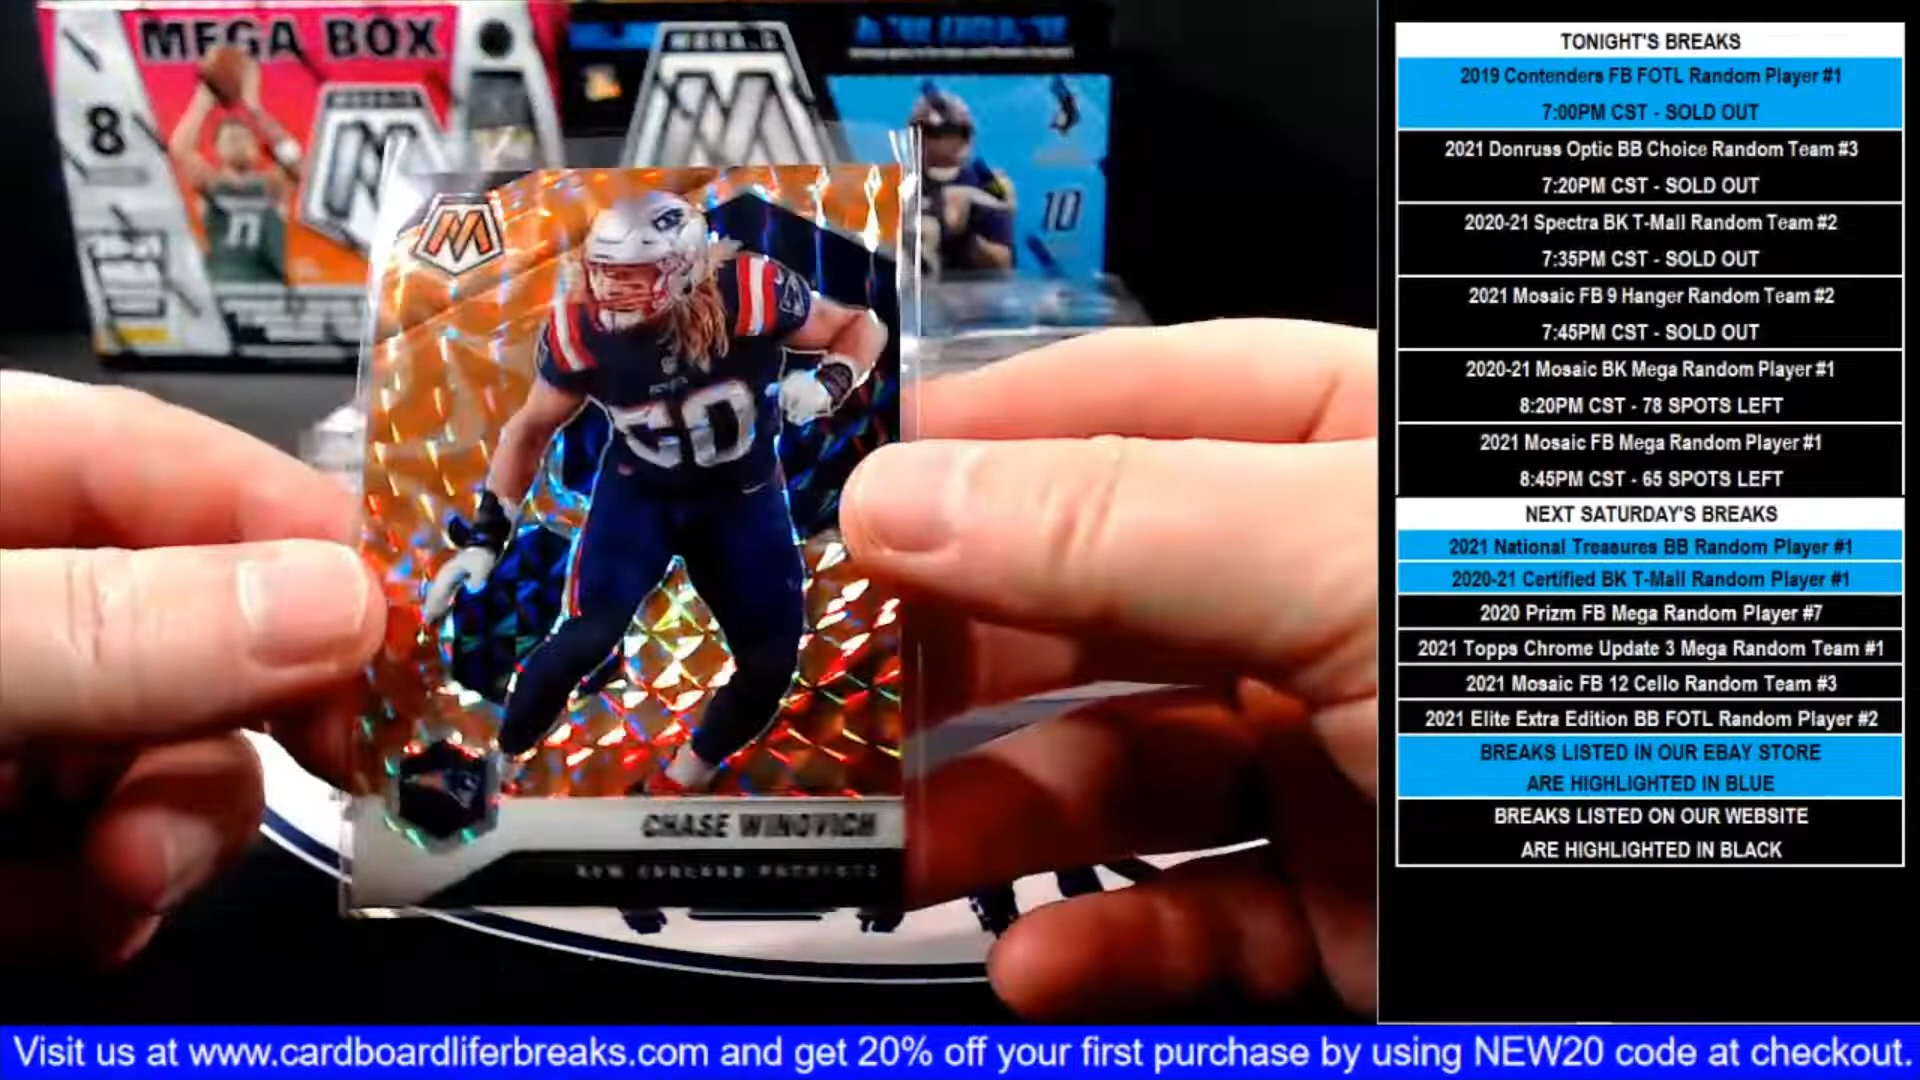 MEGA BOX
8
10
M
50
CHASE WINOVICH
NEW ENGLAND PATRIOTS
TONIGHT'S BREAKS
2019 Contenders FB FOTL Random Player #1
7:00PM CST - SOLD OUT
2021 Donruss Optic BB Choice Random Team #3
7:20PM CST - SOLD OUT
2020-21 Spectra BK T-Mall Random Team #2
7:35PM CST - SOLD OUT
2021 Mosaic FB 9 Hanger Random Team #2
7:45PM CST - SOLD OUT
2020-21 Mosaic BK Mega Random Player #1
8:20PM CST - 78 SPOTS LEFT
2021 Mosaic FB Mega Random Player #1
8:45PM CST - 65 SPOTS LEFT
NEXT SATURDAY'S BREAKS
2021 National Treasures BB Random Player #1
2020-21 Certified BK T-Mall Random Player #1
2020 Prizm FB Mega Random Player #7
2021 Topps Chrome Update 3 Mega Random Team #1
2021 Mosaic FB 12 Cello Random Team #3
2021 Elite Extra Edition BB FOTL Random Player #2
BREAKS LISTED IN OUR EBAY STORE
ARE HIGHLIGHTED IN BLUE
BREAKS LISTED ON OUR WEBSITE
ARE HIGHLIGHTED IN BLACK
Visit us at www.cardboardliferbreaks.com and get 20% off your first purchase by using NEW20 code at checkout.